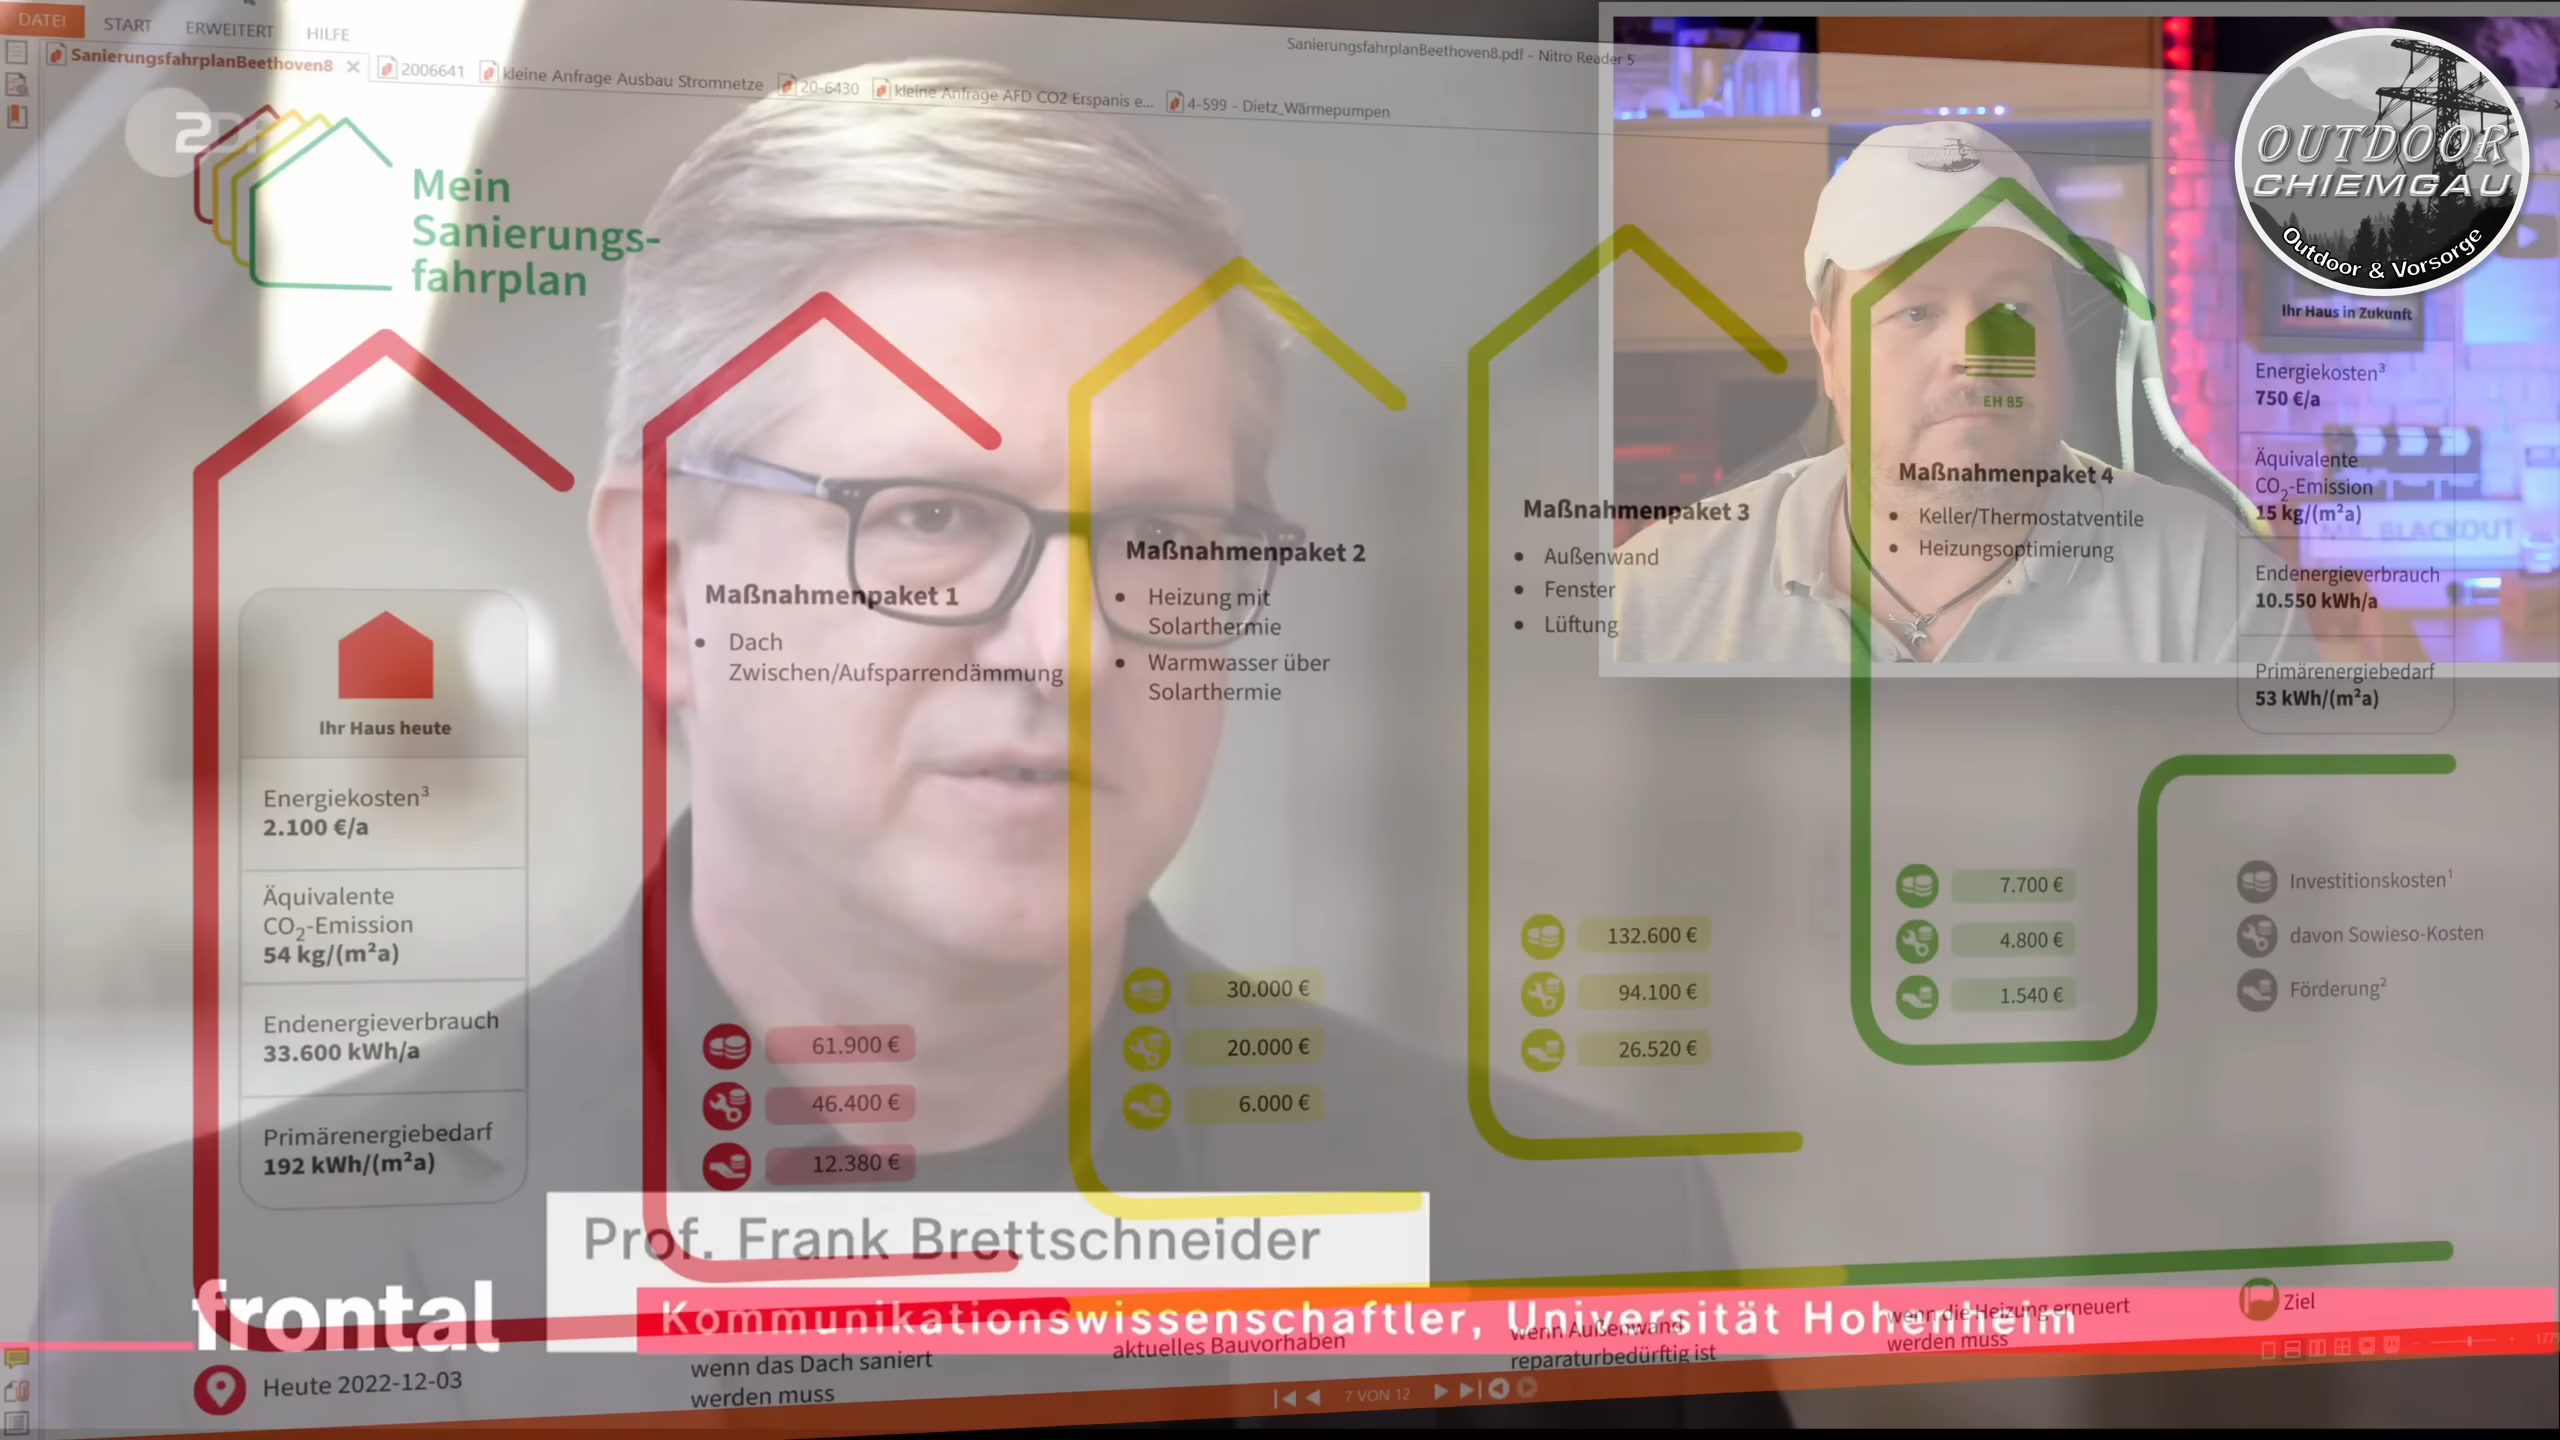 DATEI START ERWEITERT HILFE
SanierungsfahrplanBeethoven8.pdf - Nitro Reader 5
SanierungsfahrplanBeethoven8 2006641 kleine Anfrage Ausbau Stromnetze 20-6430 kleine Anfrage AFD CO2 Erspanis e... 4-599 - Dietz_Wärmepumpen
ZDF
OUTDOOR
CHIEMGAU
Outdoor & Vorsorge
Mein
Sanierungs-
fahrplan
Ihr Haus heute
Energiekosten³
2.100 €/a
Äquivalente
CO₂-Emission
54 kg/(m²a)
Endenergieverbrauch
33.600 kWh/a
Primärenergiebedarf
192 kWh/(m²a)
Maßnahmenpaket 1
• Dach
Zwischen/Aufsparrendämmung
61.900 €
46.400 €
12.380 €
Maßnahmenpaket 2
• Heizung mit
Solarthermie
• Warmwasser über
Solarthermie
30.000 €
20.000 €
6.000 €
Maßnahmenpaket 3
• Außenwand
• Fenster
• Lüftung
132.600 €
94.100 €
26.520 €
EH 85
Maßnahmenpaket 4
• Keller/Thermostatventile
• Heizungsoptimierung
7.700 €
4.800 €
1.540 €
Ihr Haus in Zukunft
Energiekosten³
750 €/a
Äquivalente
CO₂-Emission
15 kg/(m²a)
BLACKOUT
Endenergieverbrauch
10.550 kWh/a
Primärenergiebedarf
53 kWh/(m²a)
Investitionskosten¹
davon Sowieso-Kosten
Förderung²
Prof. Frank Brettschneider
frontal
Kommunikationswissenschaftler, Universität Hohenheim
Heute 2022-12-03
wenn das Dach saniert
werden muss
aktuelles Bauvorhaben
wenn Außenwand
reparaturbedürftig ist
wenn die Heizung erneuert
werden muss
Ziel
7 VON 12